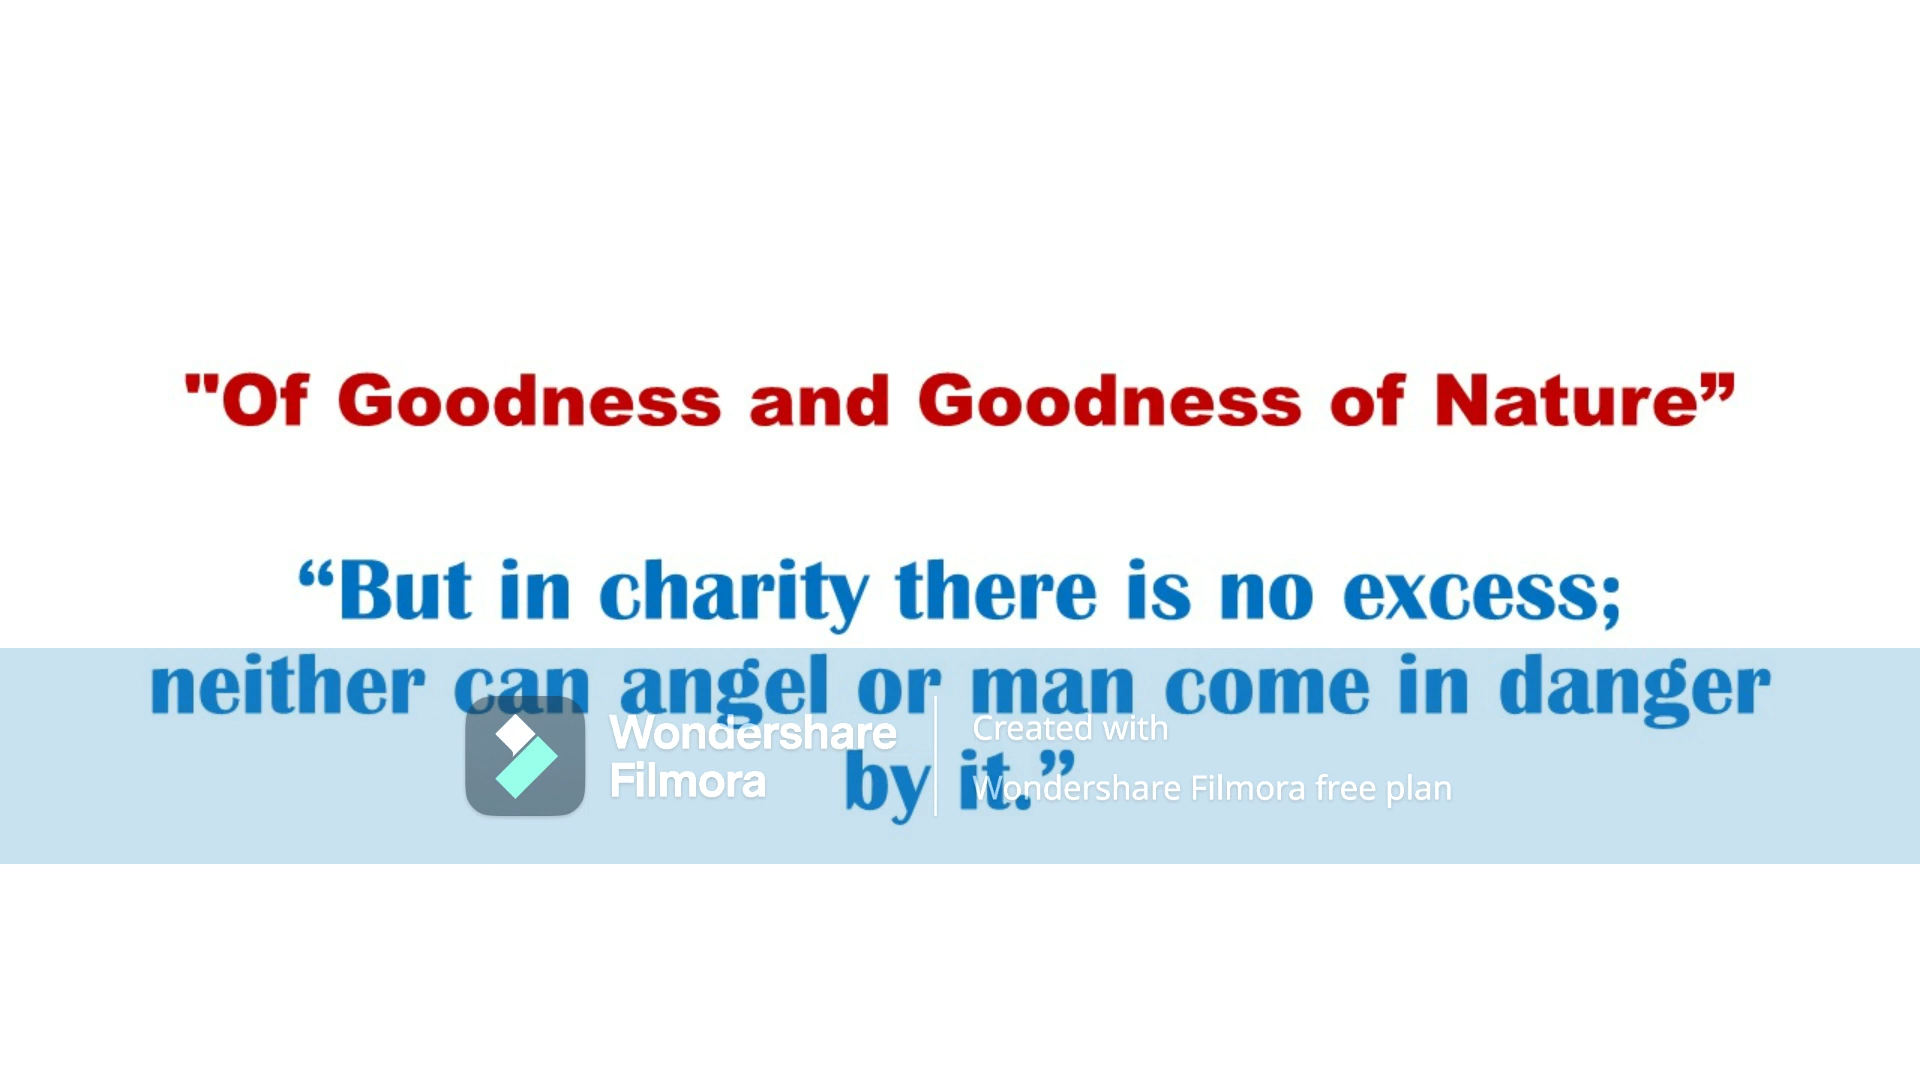 "Of Goodness and Goodness of Nature”
“But in charity there is no excess;
neither can angel or man come in danger
by it.”
Wondershare
Filmora
Created with
Wondershare Filmora free plan